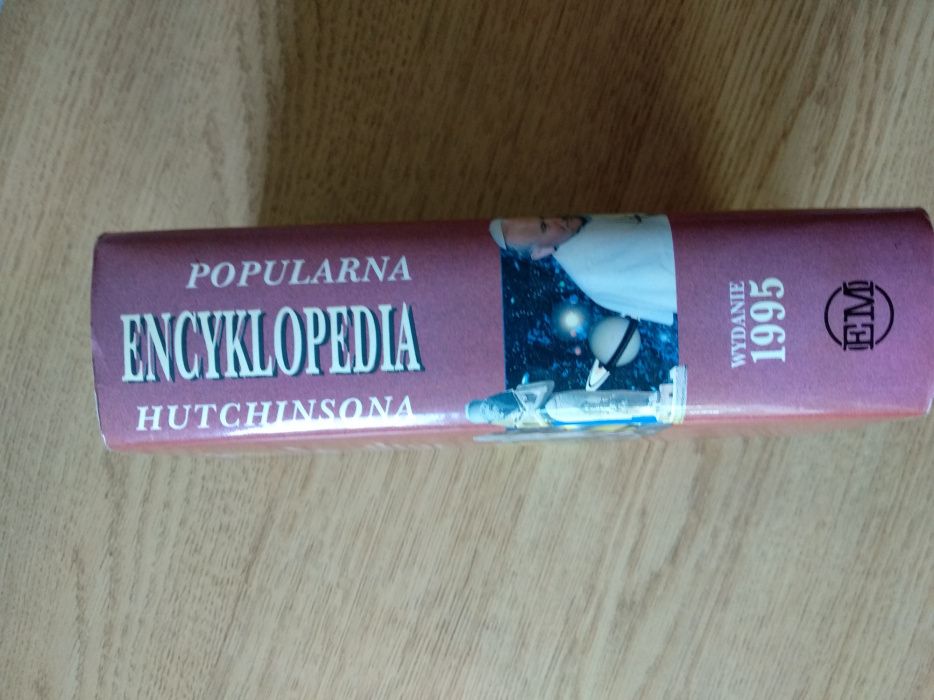 POPULARNA
ENCYKLOPEDIA
HUTCHINSONA
WYDANIE
1995
EM